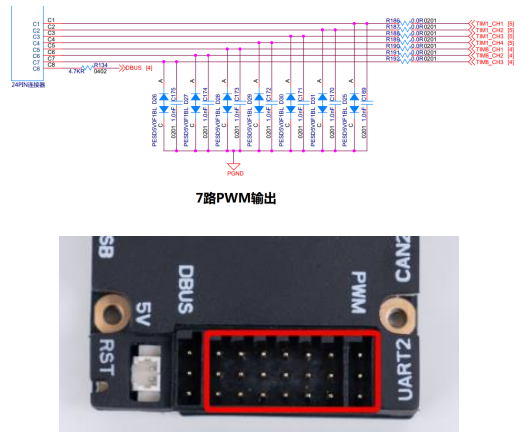 C1 C1 R186 0.0R0201 TIM1_CH1 [5]
C2 C2 R187 0.0R0201 TIM1_CH2 [5]
C3 C3 R188 0.0R0201 TIM1_CH3 [5]
C4 C4 R189 0.0R0201 TIM1_CH4 [5]
C5 C5 R190 0.0R0201 TIM8_CH1 [4]
C6 C6 R191 0.0R0201 TIM8_CH2 [4]
C7 C7 R192 0.0R0201 TIM8_CH3 [4]
C8 C8 R134 DBUS [4]
4.7KR 0402
24PIN连接器
A A A A A A A
PESD5V0F1BL D26 0201 1.0nF C175
PESD5V0F1BL D27 0201 1.0nF C174
PESD5V0F1BL D28 0201 1.0nF C173
PESD5V0F1BL D29 0201 1.0nF C172
PESD5V0F1BL D30 0201 1.0nF C171
PESD5V0F1BL D31 0201 1.0nF C170
PESD5V0F1BL D25 0201 1.0nF C169
C C C C C C C
PGND
7路PWM输出
SB
DBUS
PWM
CAN2
5V
RST
UART2